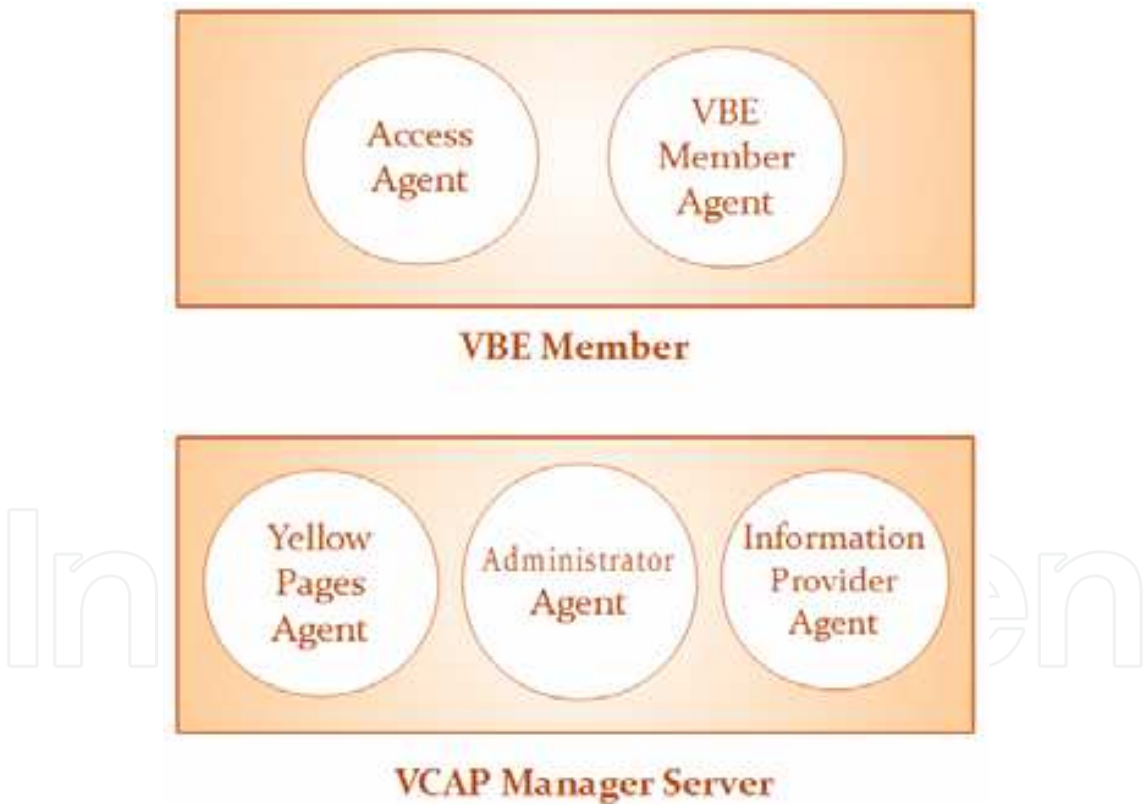 Access
Agent
VBE
Member
Agent
VBE Member
Yellow
Pages
Agent
Administrator
Agent
Information
Provider
Agent
VCAP Manager Server